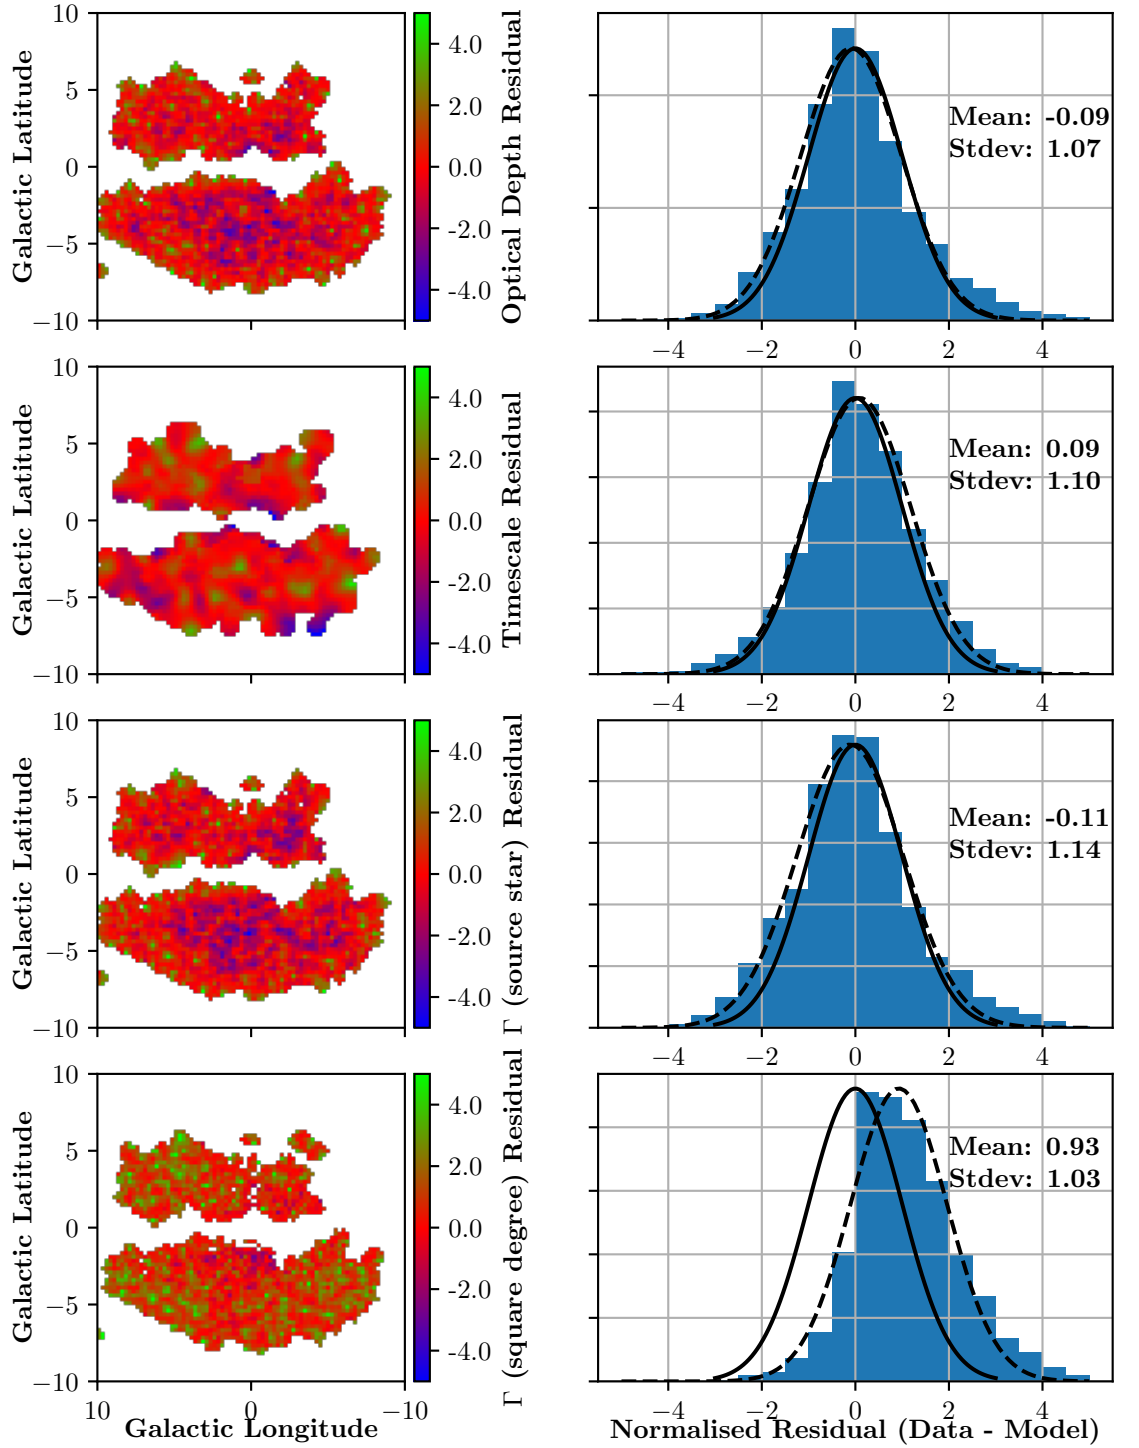 10
5
0
−5
−10
Galactic Latitude
4.0
2.0
0.0
-2.0
-4.0
Optical Depth Residual
Mean: -0.09
Stdev: 1.07
−4 −2 0 2 4
10
5
0
−5
−10
Galactic Latitude
4.0
2.0
0.0
-2.0
-4.0
Timescale Residual
Mean: 0.09
Stdev: 1.10
−4 −2 0 2 4
10
5
0
−5
−10
Galactic Latitude
4.0
2.0
0.0
-2.0
-4.0
Γ (source star) Residual
Mean: -0.11
Stdev: 1.14
−4 −2 0 2 4
10
5
0
−5
−10
Galactic Latitude
4.0
2.0
0.0
-2.0
-4.0
Γ (square degree) Residual
Mean: 0.93
Stdev: 1.03
10 0 −10
Galactic Longitude
−4 −2 0 2 4
Normalised Residual (Data - Model)